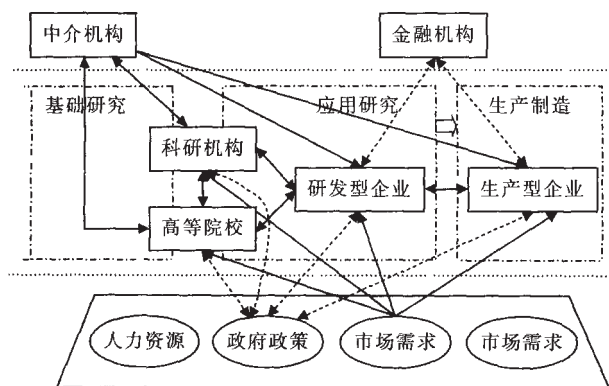 中介机构 金融机构
基础研究 应用研究 生产制造
科研机构
研发型企业 生产型企业
高等院校
人力资源 政府政策 市场需求 市场需求